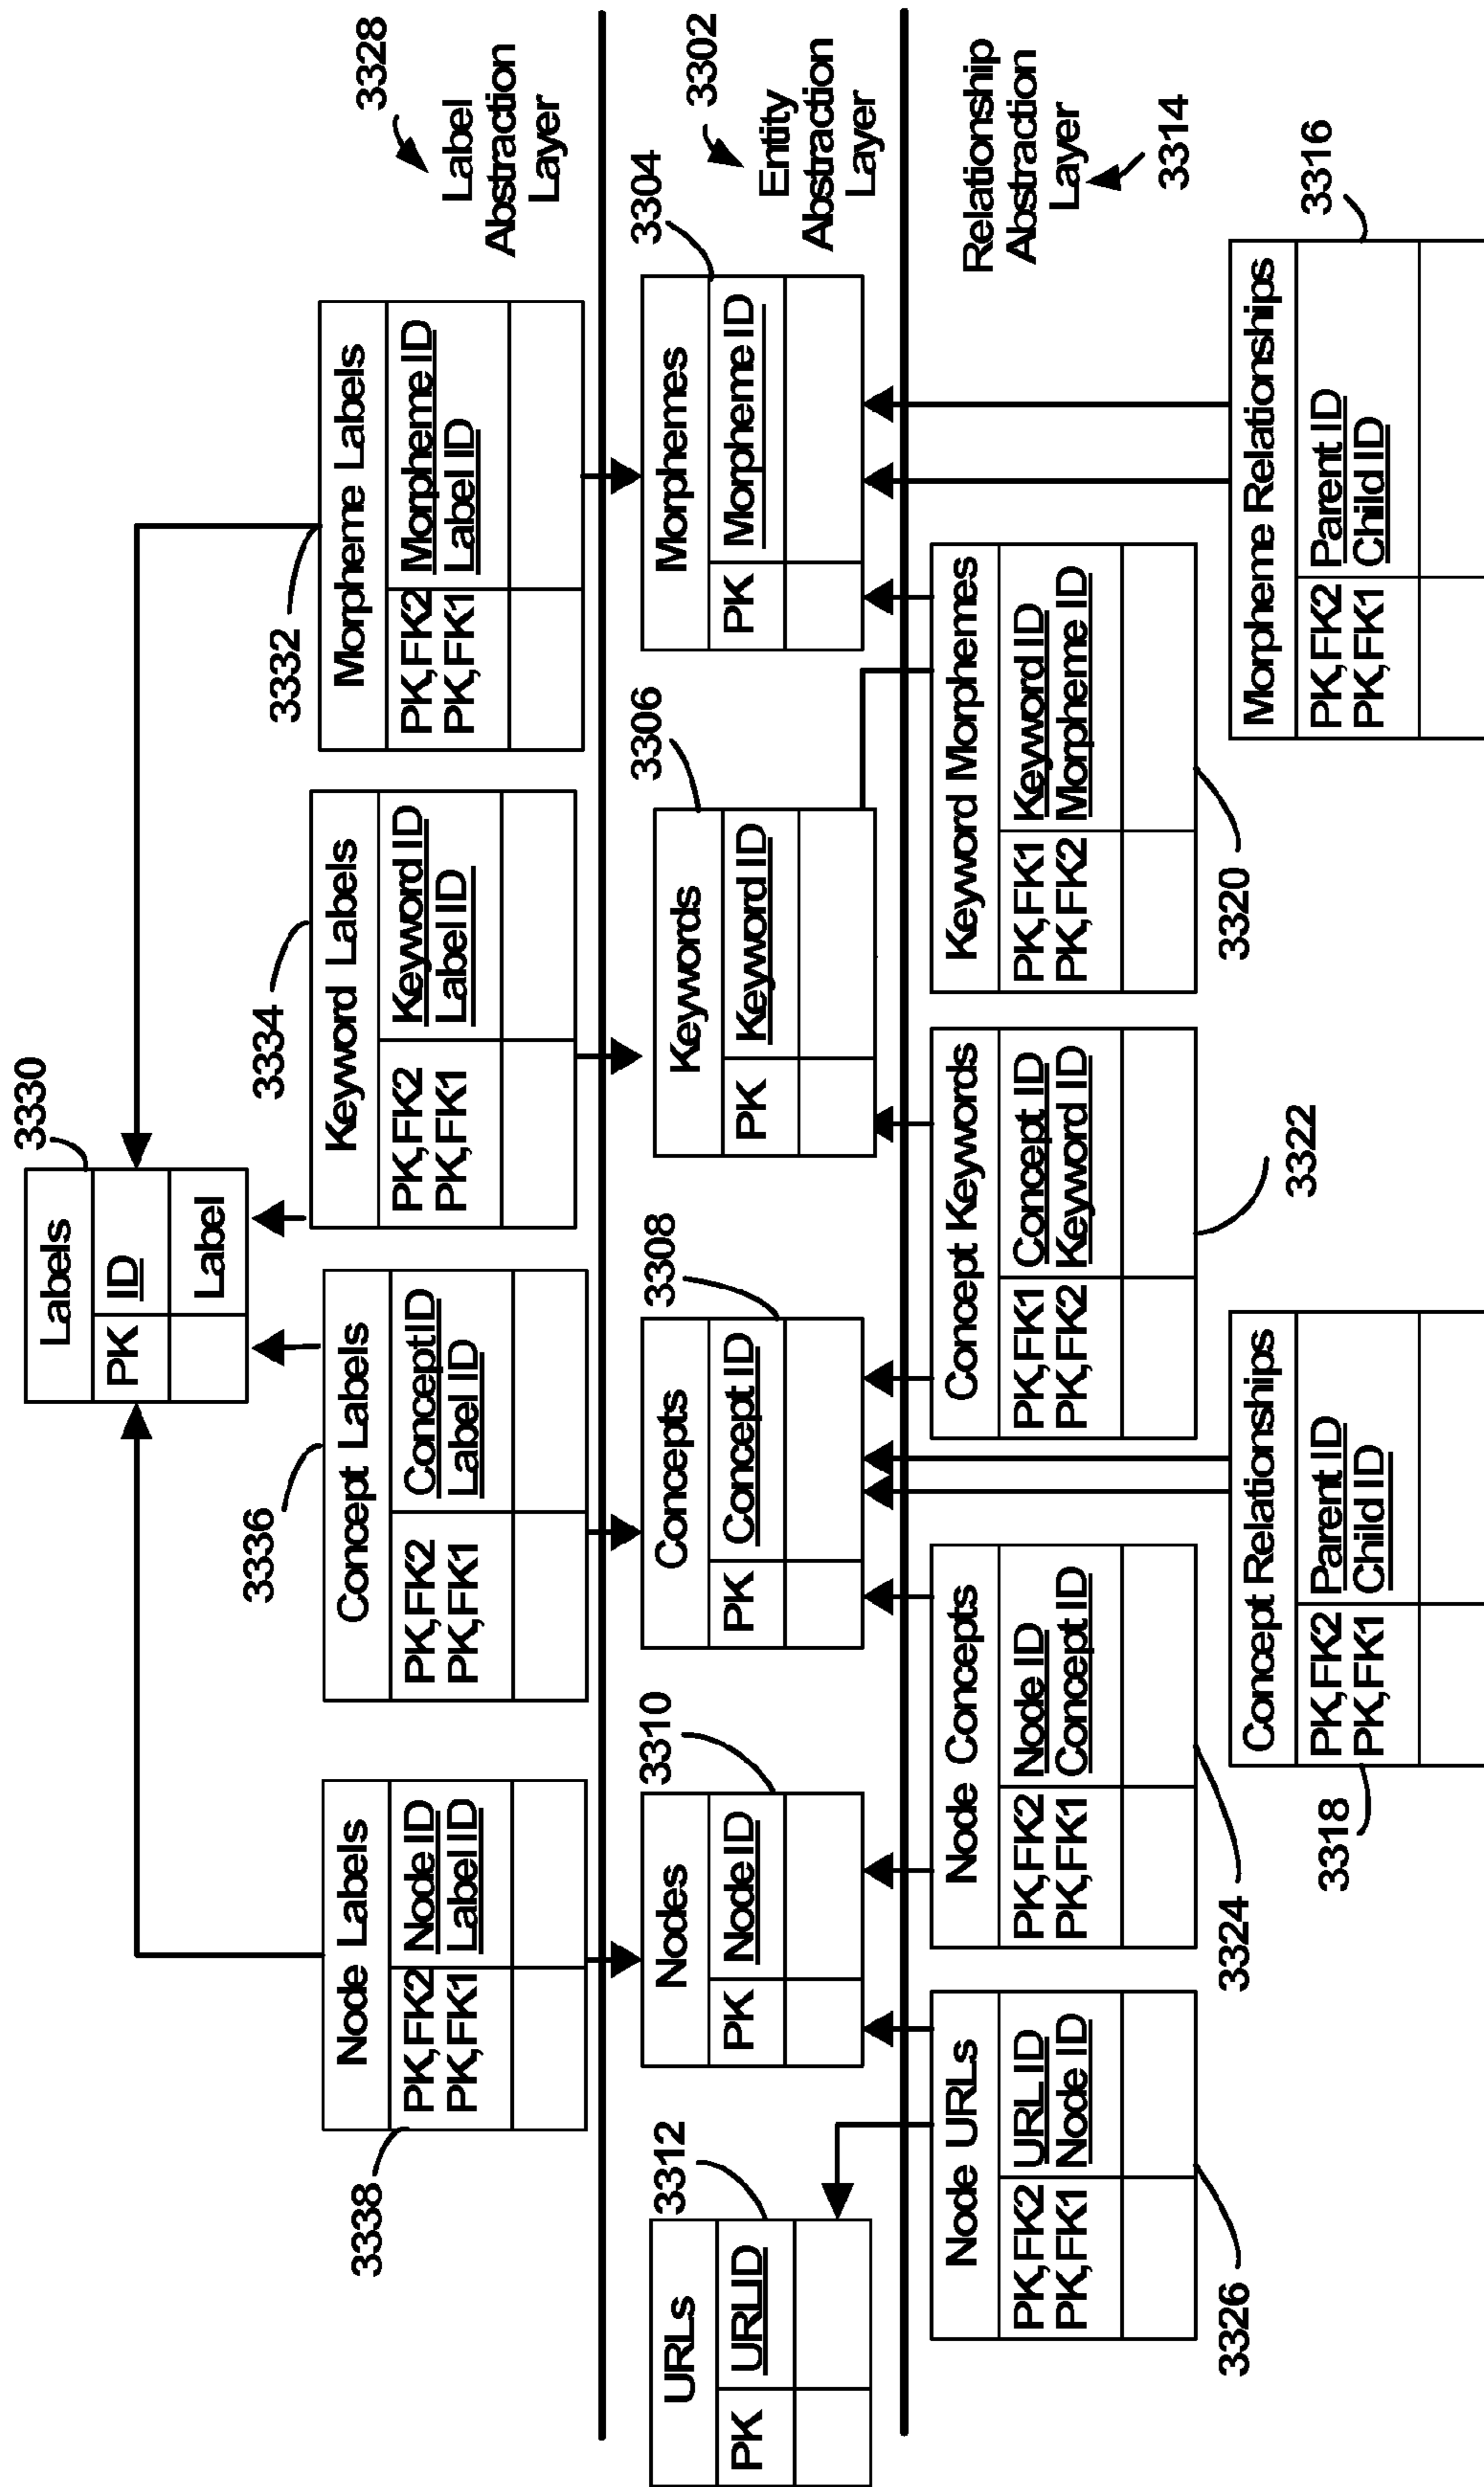 3330
Labels
PK ID
Label
3328
Label
Abstraction
Layer
3338
Node Labels
PK,FK2 Node ID
PK,FK1 Label ID
3336
Concept Labels
PK,FK2 Concept ID
PK,FK1 Label ID
3334
Keyword Labels
PK,FK2 Keyword ID
PK,FK1 Label ID
3332
Morpheme Labels
PK,FK2 Morpheme ID
PK,FK1 Label ID
3302
Entity
Abstraction
Layer
3312
URLs
PK URL ID
3310
Nodes
PK Node ID
3308
Concepts
PK Concept ID
3306
Keywords
PK Keyword ID
3304
Morphemes
PK Morpheme ID
Relationship
Abstraction
Layer
3314
Node URLs
PK,FK2 URL ID
PK,FK1 Node ID
3326
Node Concepts
PK,FK2 Node ID
PK,FK1 Concept ID
3324
Concept Keywords
PK,FK1 Concept ID
PK,FK2 Keyword ID
3322
Keyword Morphemes
PK,FK1 Keyword ID
PK,FK2 Morpheme ID
3320
Concept Relationships
PK,FK2 Parent ID
PK,FK1 Child ID
3318
Morpheme Relationships
PK,FK2 Parent ID
PK,FK1 Child ID
3316